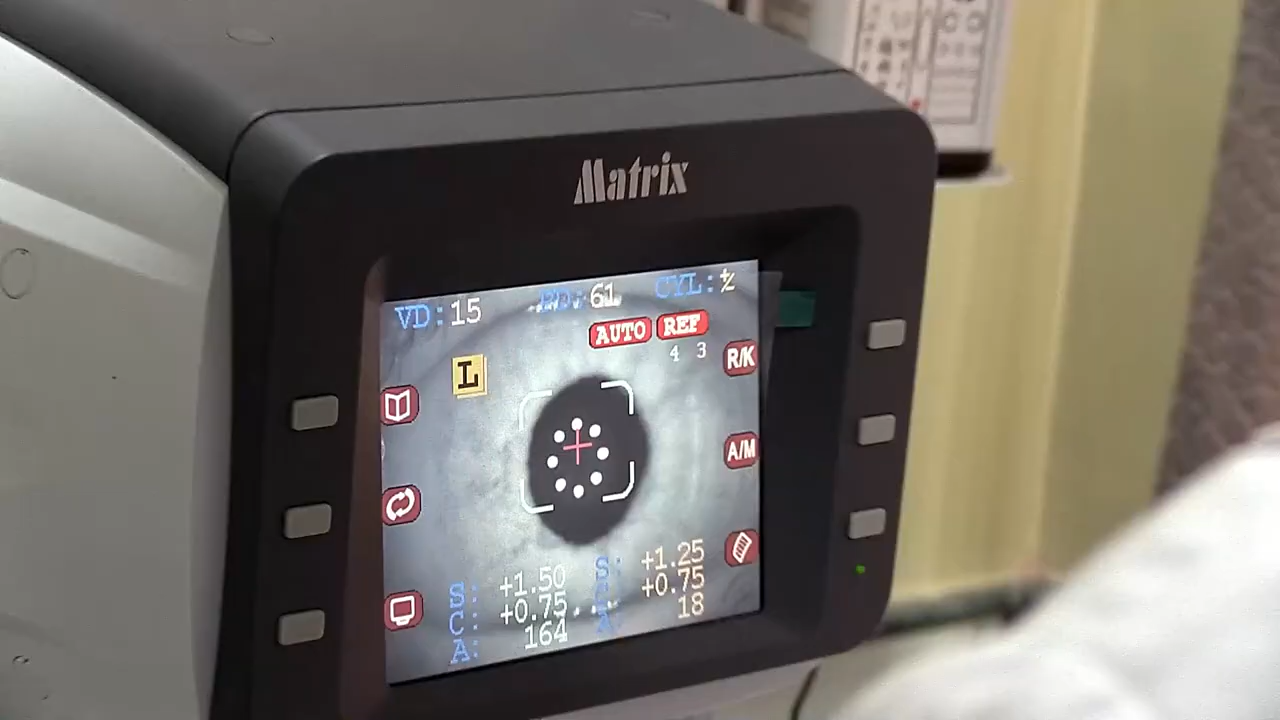 Matrix
VD:15 PD:61 CYL:±
AUTO REF
4 3
R/K
L
A/M
S: +1.50 S: +1.25
C: +0.75 +0.75
A: 164 A: 18